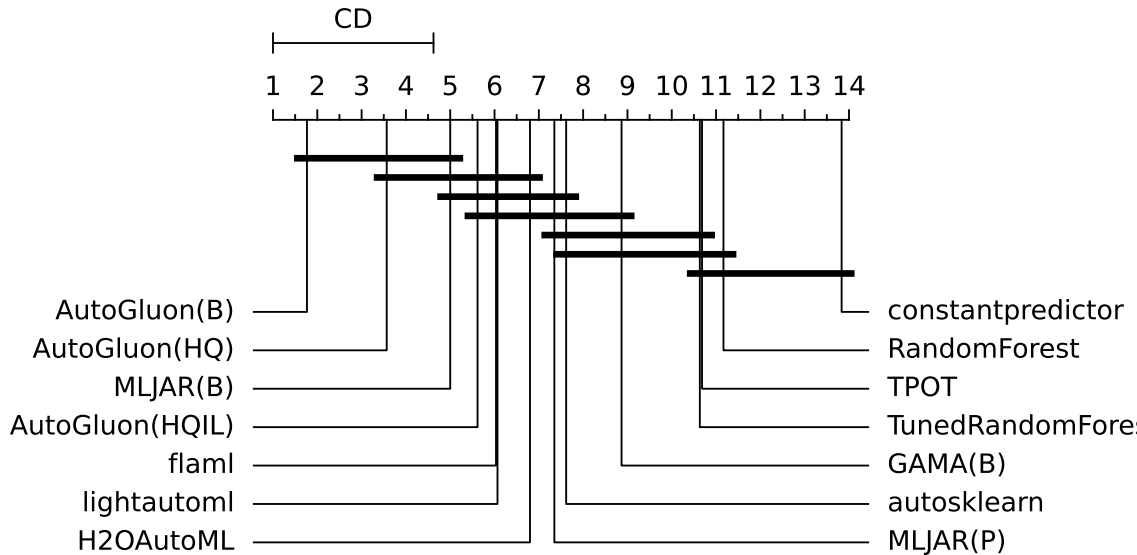 CD
1 2 3 4 5 6 7 8 9 10 11 12 13 14
AutoGluon(B) constantpredictor
AutoGluon(HQ) RandomForest
MLJAR(B) TPOT
AutoGluon(HQIL) TunedRandomFores
flaml GAMA(B)
lightautoml autosklearn
H2OAutoML MLJAR(P)